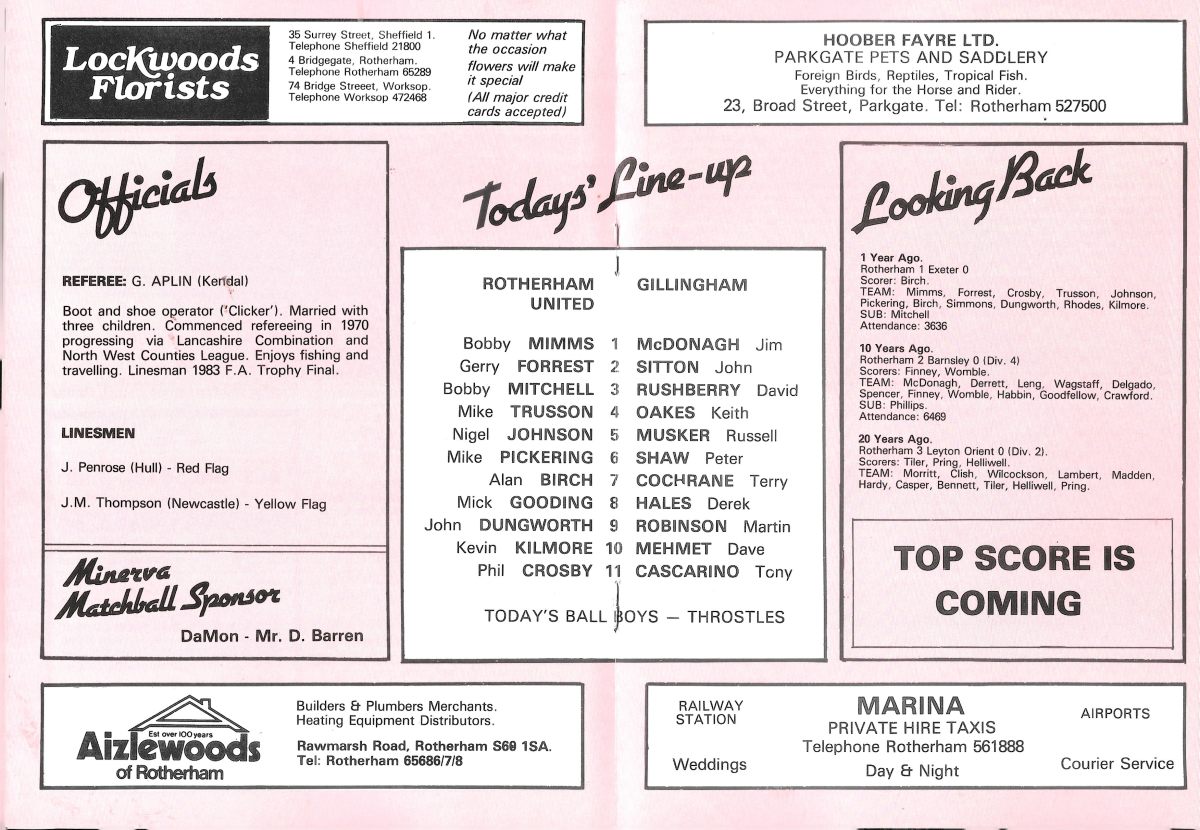 Lockwoods
Florists
35 Surrey Street, Sheffield 1.
Telephone Sheffield 21800
4 Bridgegate, Rotherham.
Telephone Rotherham 65289
74 Bridge Streeet, Worksop.
Telephone Worksop 472468
No matter what
the occasion
flowers will make
it special
(All major credit
cards accepted)
HOOBER FAYRE LTD.
PARKGATE PETS AND SADDLERY
Foreign Birds, Reptiles, Tropical Fish.
Everything for the Horse and Rider.
23, Broad Street, Parkgate. Tel: Rotherham 527500
Officials
REFEREE: G. APLIN (Kendal)
Boot and shoe operator ('Clicker'). Married with
three children. Commenced refereeing in 1970
progressing via Lancashire Combination and
North West Counties League. Enjoys fishing and
travelling. Linesman 1983 F.A. Trophy Final.
LINESMEN
J. Penrose (Hull) - Red Flag
J.M. Thompson (Newcastle) - Yellow Flag
Minerva
Matchball Sponsor
DaMon - Mr. D. Barren
Todays' Line-up
ROTHERHAM UNITED
GILLINGHAM
Bobby MIMMS 1 McDONAGH Jim
Gerry FORREST 2 SITTON John
Bobby MITCHELL 3 RUSHBERRY David
Mike TRUSSON 4 OAKES Keith
Nigel JOHNSON 5 MUSKER Russell
Mike PICKERING 6 SHAW Peter
Alan BIRCH 7 COCHRANE Terry
Mick GOODING 8 HALES Derek
John DUNGWORTH 9 ROBINSON Martin
Kevin KILMORE 10 MEHMET Dave
Phil CROSBY 11 CASCARINO Tony
TODAY'S BALL BOYS — THROSTLES
Looking Back
1 Year Ago.
Rotherham 1 Exeter 0
Scorer: Birch.
TEAM: Mimms, Forrest, Crosby, Trusson, Johnson,
Pickering, Birch, Simmons, Dungworth, Rhodes, Kilmore.
SUB: Mitchell
Attendance: 3636
10 Years Ago.
Rotherham 2 Barnsley 0 (Div. 4)
Scorers: Finney, Womble.
TEAM: McDonagh, Derrett, Leng, Wagstaff, Delgado,
Spencer, Finney, Womble, Habbin, Goodfellow, Crawford.
SUB: Phillips.
Attendance: 6469
20 Years Ago.
Rotherham 3 Leyton Orient 0 (Div. 2).
Scorers: Tiler, Pring, Helliwell.
TEAM: Morritt, Clish, Wilcockson, Lambert, Madden,
Hardy, Casper, Bennett, Tiler, Helliwell, Pring.
TOP SCORE IS
COMING
Est over 100 years
Aizlewoods
of Rotherham
Builders & Plumbers Merchants.
Heating Equipment Distributors.
Rawmarsh Road, Rotherham S60 1SA.
Tel: Rotherham 65686/7/8
RAILWAY
STATION
Weddings
MARINA
PRIVATE HIRE TAXIS
Telephone Rotherham 561888
Day & Night
AIRPORTS
Courier Service